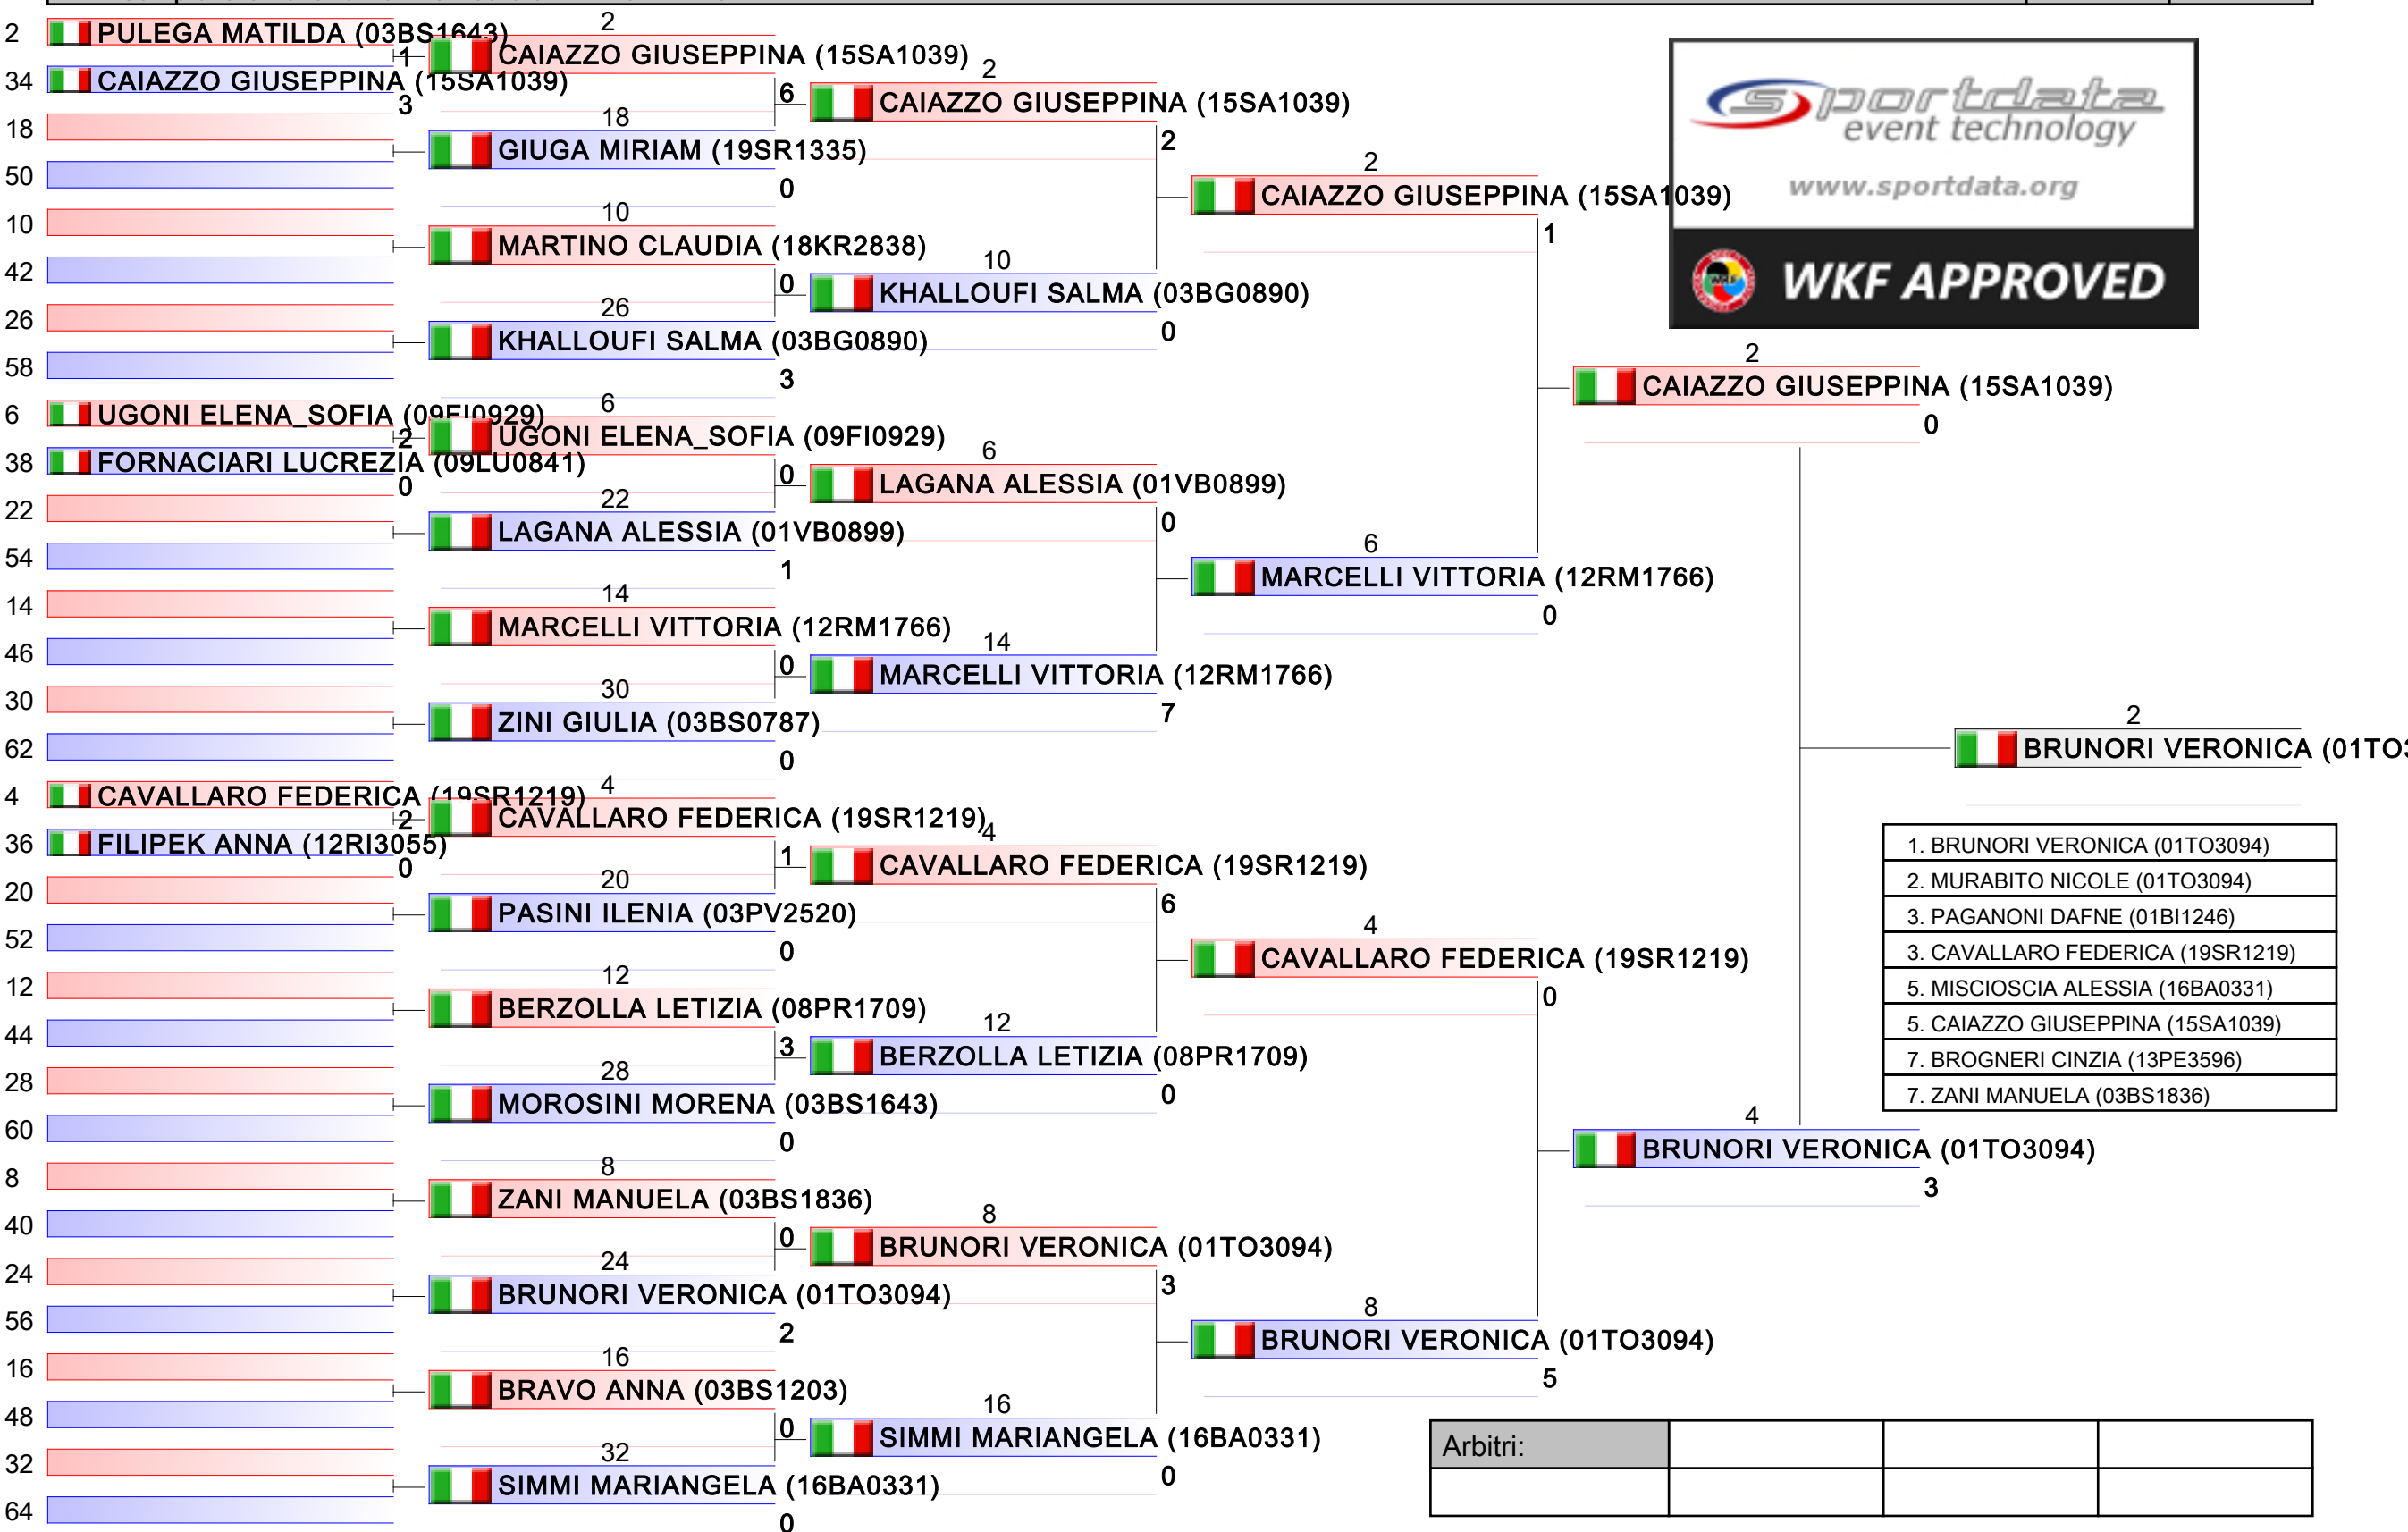 2 PULEGA MATILDA (03BS1643)
1
34 CAIAZZO GIUSEPPINA (15SA1039)
3
18
50
10
42
26
58
6 UGONI ELENA_SOFIA (09FI0929)
2
38 FORNACIARI LUCREZIA (09LU0841)
0
22
54
14
46
30
62
4 CAVALLARO FEDERICA (19SR1219)
2
36 FILIPEK ANNA (12RI3055)
0
20
52
12
44
28
60
8
40
24
56
16
48
32
64
2
CAIAZZO GIUSEPPINA (15SA1039)
6
18
GIUGA MIRIAM (19SR1335)
0
10
MARTINO CLAUDIA (18KR2838)
0
26
KHALLOUFI SALMA (03BG0890)
3
6
UGONI ELENA_SOFIA (09FI0929)
0
22
LAGANA ALESSIA (01VB0899)
1
14
MARCELLI VITTORIA (12RM1766)
0
30
ZINI GIULIA (03BS0787)
0
4
CAVALLARO FEDERICA (19SR1219)
1
20
PASINI ILENIA (03PV2520)
0
12
BERZOLLA LETIZIA (08PR1709)
3
28
MOROSINI MORENA (03BS1643)
0
8
ZANI MANUELA (03BS1836)
0
24
BRUNORI VERONICA (01TO3094)
2
16
BRAVO ANNA (03BS1203)
0
32
SIMMI MARIANGELA (16BA0331)
0
2
CAIAZZO GIUSEPPINA (15SA1039)
2
10
KHALLOUFI SALMA (03BG0890)
0
6
LAGANA ALESSIA (01VB0899)
0
14
MARCELLI VITTORIA (12RM1766)
7
4
CAVALLARO FEDERICA (19SR1219)
6
12
BERZOLLA LETIZIA (08PR1709)
0
8
BRUNORI VERONICA (01TO3094)
3
16
SIMMI MARIANGELA (16BA0331)
0
2
CAIAZZO GIUSEPPINA (15SA1039)
1
6
MARCELLI VITTORIA (12RM1766)
0
4
CAVALLARO FEDERICA (19SR1219)
0
8
BRUNORI VERONICA (01TO3094)
5
2
CAIAZZO GIUSEPPINA (15SA1039)
0
4
BRUNORI VERONICA (01TO3094)
3
2
BRUNORI VERONICA (01TO3
sportdata
event technology
www.sportdata.org
WKF
WKF APPROVED
1. BRUNORI VERONICA (01TO3094)
2. MURABITO NICOLE (01TO3094)
3. PAGANONI DAFNE (01BI1246)
3. CAVALLARO FEDERICA (19SR1219)
5. MISCIOSCIA ALESSIA (16BA0331)
5. CAIAZZO GIUSEPPINA (15SA1039)
7. BROGNERI CINZIA (13PE3596)
7. ZANI MANUELA (03BS1836)
Arbitri: